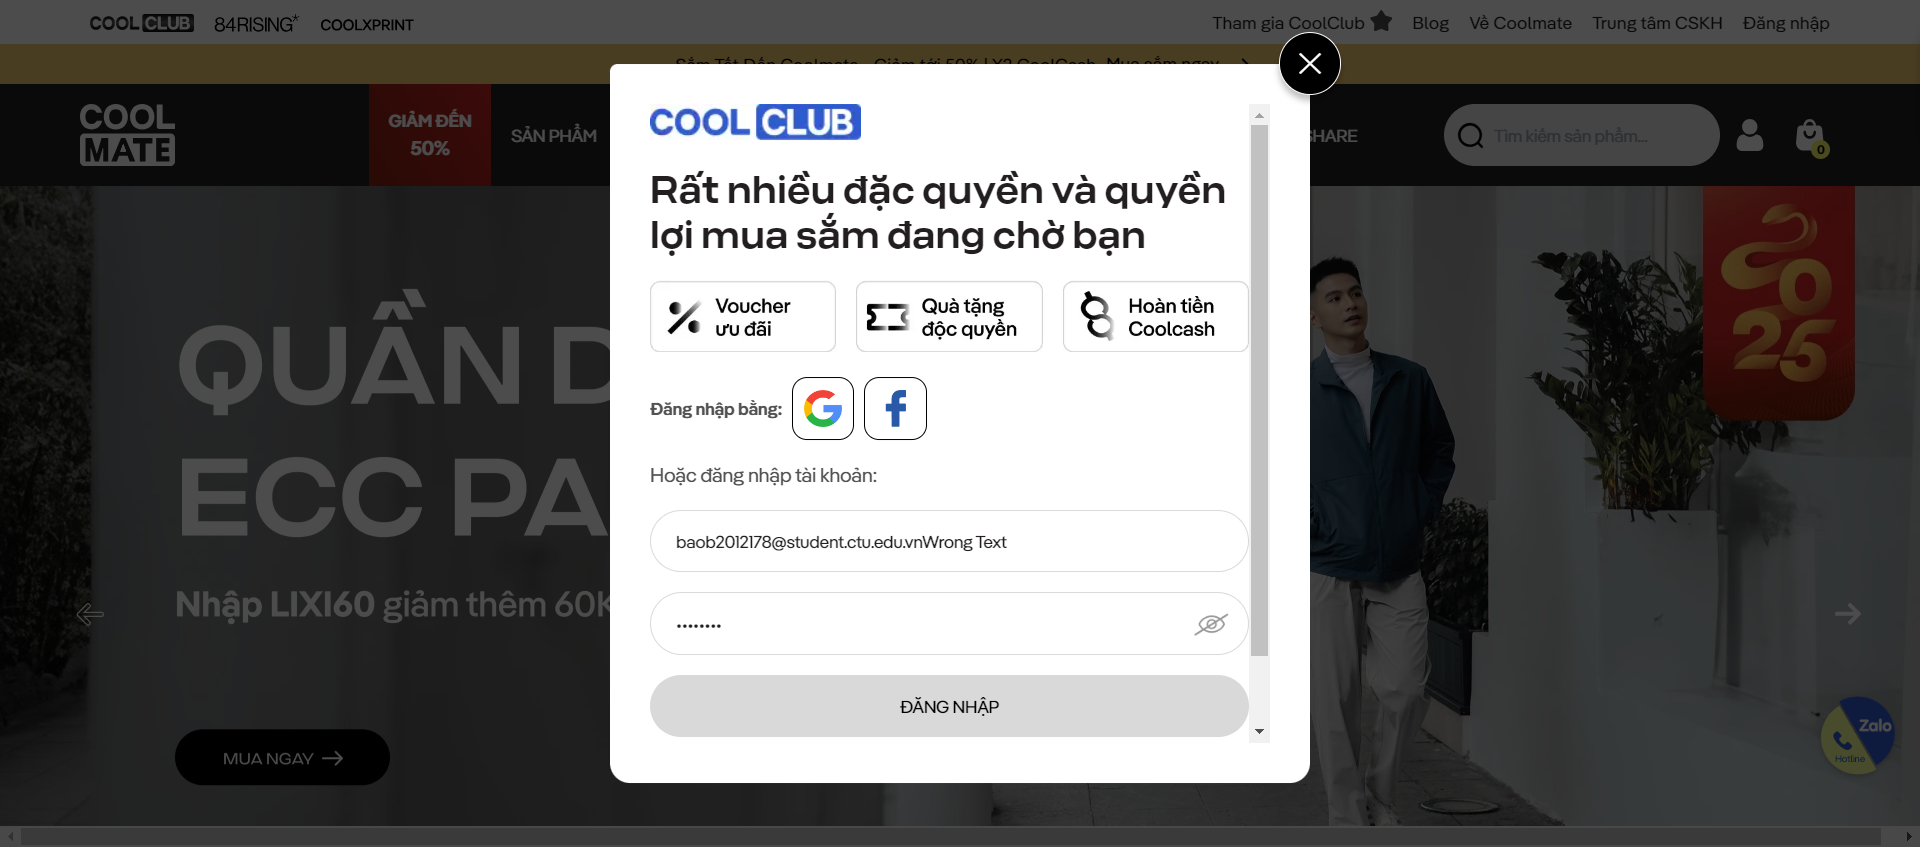 COOL CLUB 84RISING* COOLXPRINT
Tham gia CoolClub Blog Về Coolmate Trung tâm CSKH Đăng nhập
COOL
MATE
GIẢM ĐẾN
50%
SẢN PHẨM
SHARE
Tìm kiếm sản phẩm...
0
COOL CLUB
Rất nhiều đặc quyền và quyền
lợi mua sắm đang chờ bạn
Voucher
ưu đãi
Quà tặng
độc quyền
Hoàn tiền
Coolcash
Đăng nhập bằng:
Hoặc đăng nhập tài khoản:
baob2012178@student.ctu.edu.vnWrong Text
••••••••
ĐĂNG NHẬP
QUẦN
ECC PA
Nhập LIXI60 giảm thêm 60K
MUA NGAY
2025
Zalo
Hotline